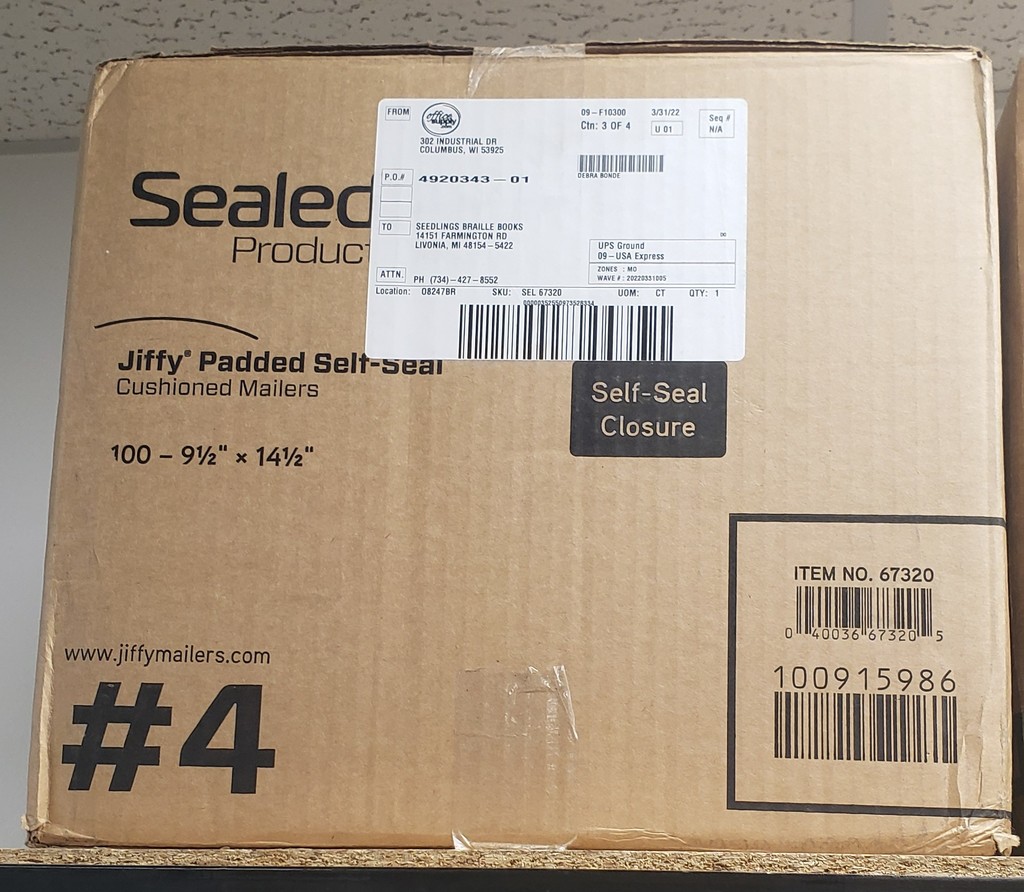 FROM
office supply
.com
302 INDUSTRIAL DR
COLUMBUS, WI 53925
09-F10300 3/31/22
Ctn: 3 OF 4 U 01
Seq #
N/A
DEBRA BONDE
P.O.# 4920343-01
TO
SEEDLINGS BRAILLE BOOKS
14151 FARMINGTON RD
LIVONIA, MI 48154-5422
UPS Ground
09-USA Express
ZONES : MO
WAVE #: 20220331005
ATTN. PH (734)-427-8552
Location: 08247BR SKU: SEL 67320 UOM: CT QTY: 1
Sealed
Product
Jiffy® Padded Self-Seal
Cushioned Mailers
Self-Seal
Closure
100 – 9½" × 14½"
ITEM NO. 67320
0 40036 67320 5
100915986
www.jiffymailers.com
#4